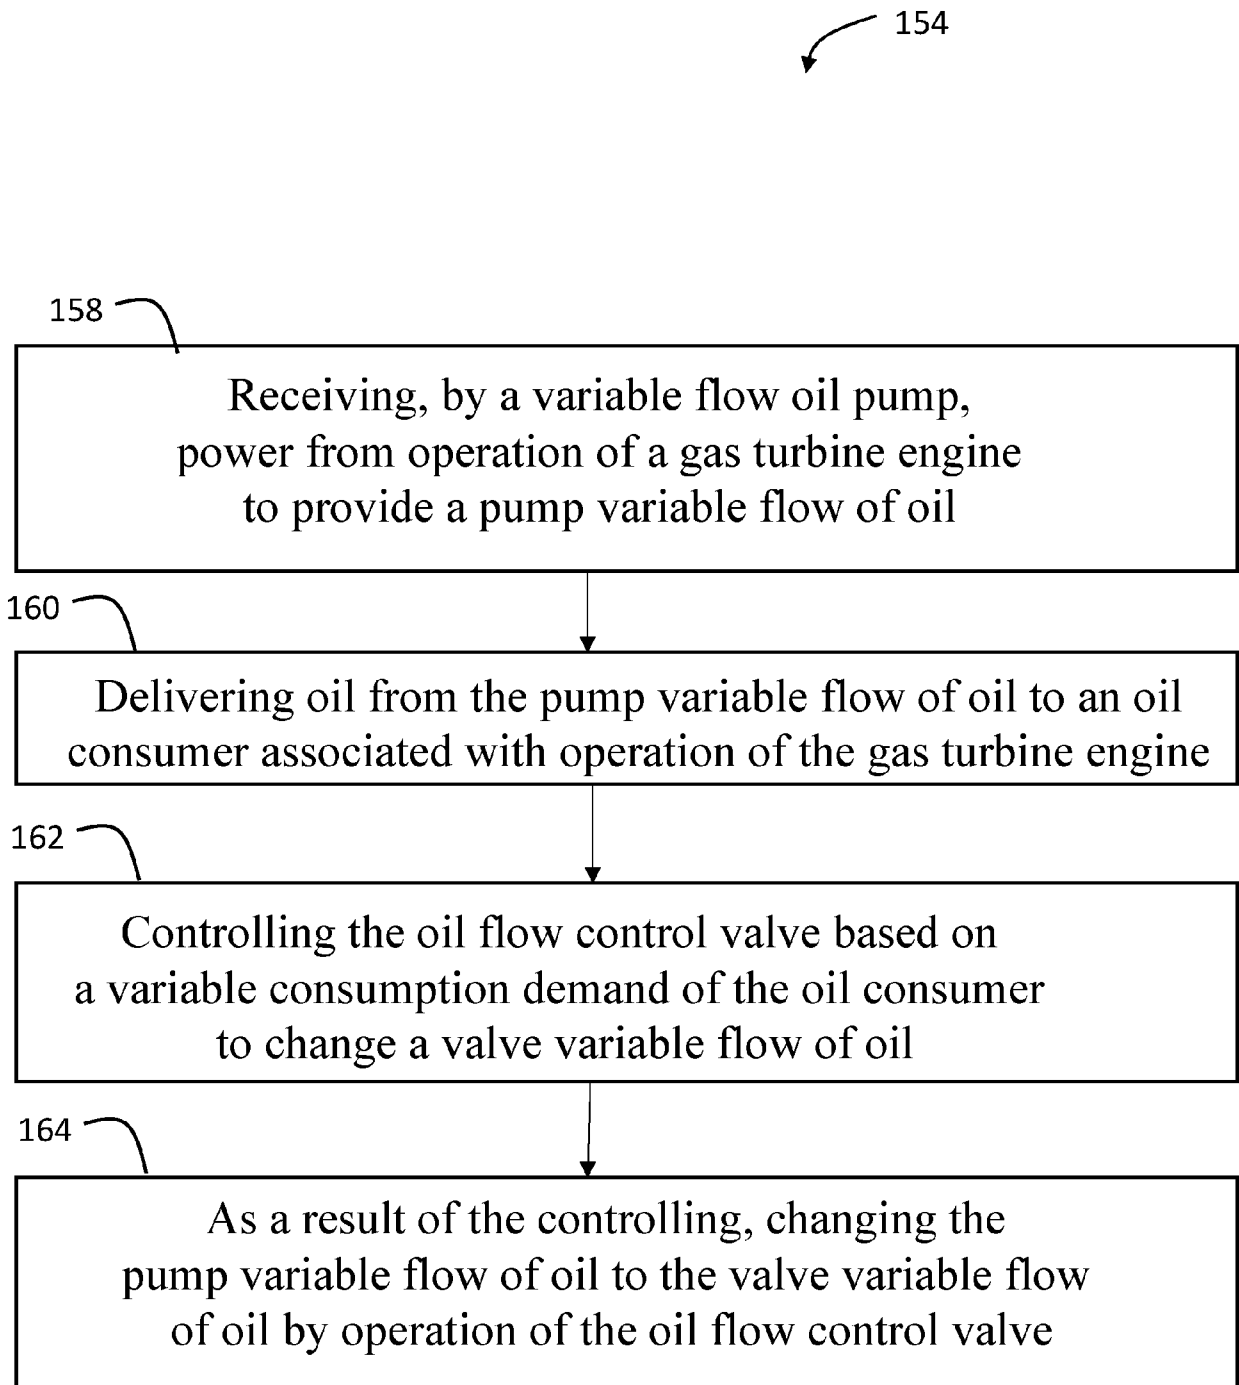 154
158
Receiving, by a variable flow oil pump,
power from operation of a gas turbine engine
to provide a pump variable flow of oil
160
Delivering oil from the pump variable flow of oil to an oil
consumer associated with operation of the gas turbine engine
162
Controlling the oil flow control valve based on
a variable consumption demand of the oil consumer
to change a valve variable flow of oil
164
As a result of the controlling, changing the
pump variable flow of oil to the valve variable flow
of oil by operation of the oil flow control valve